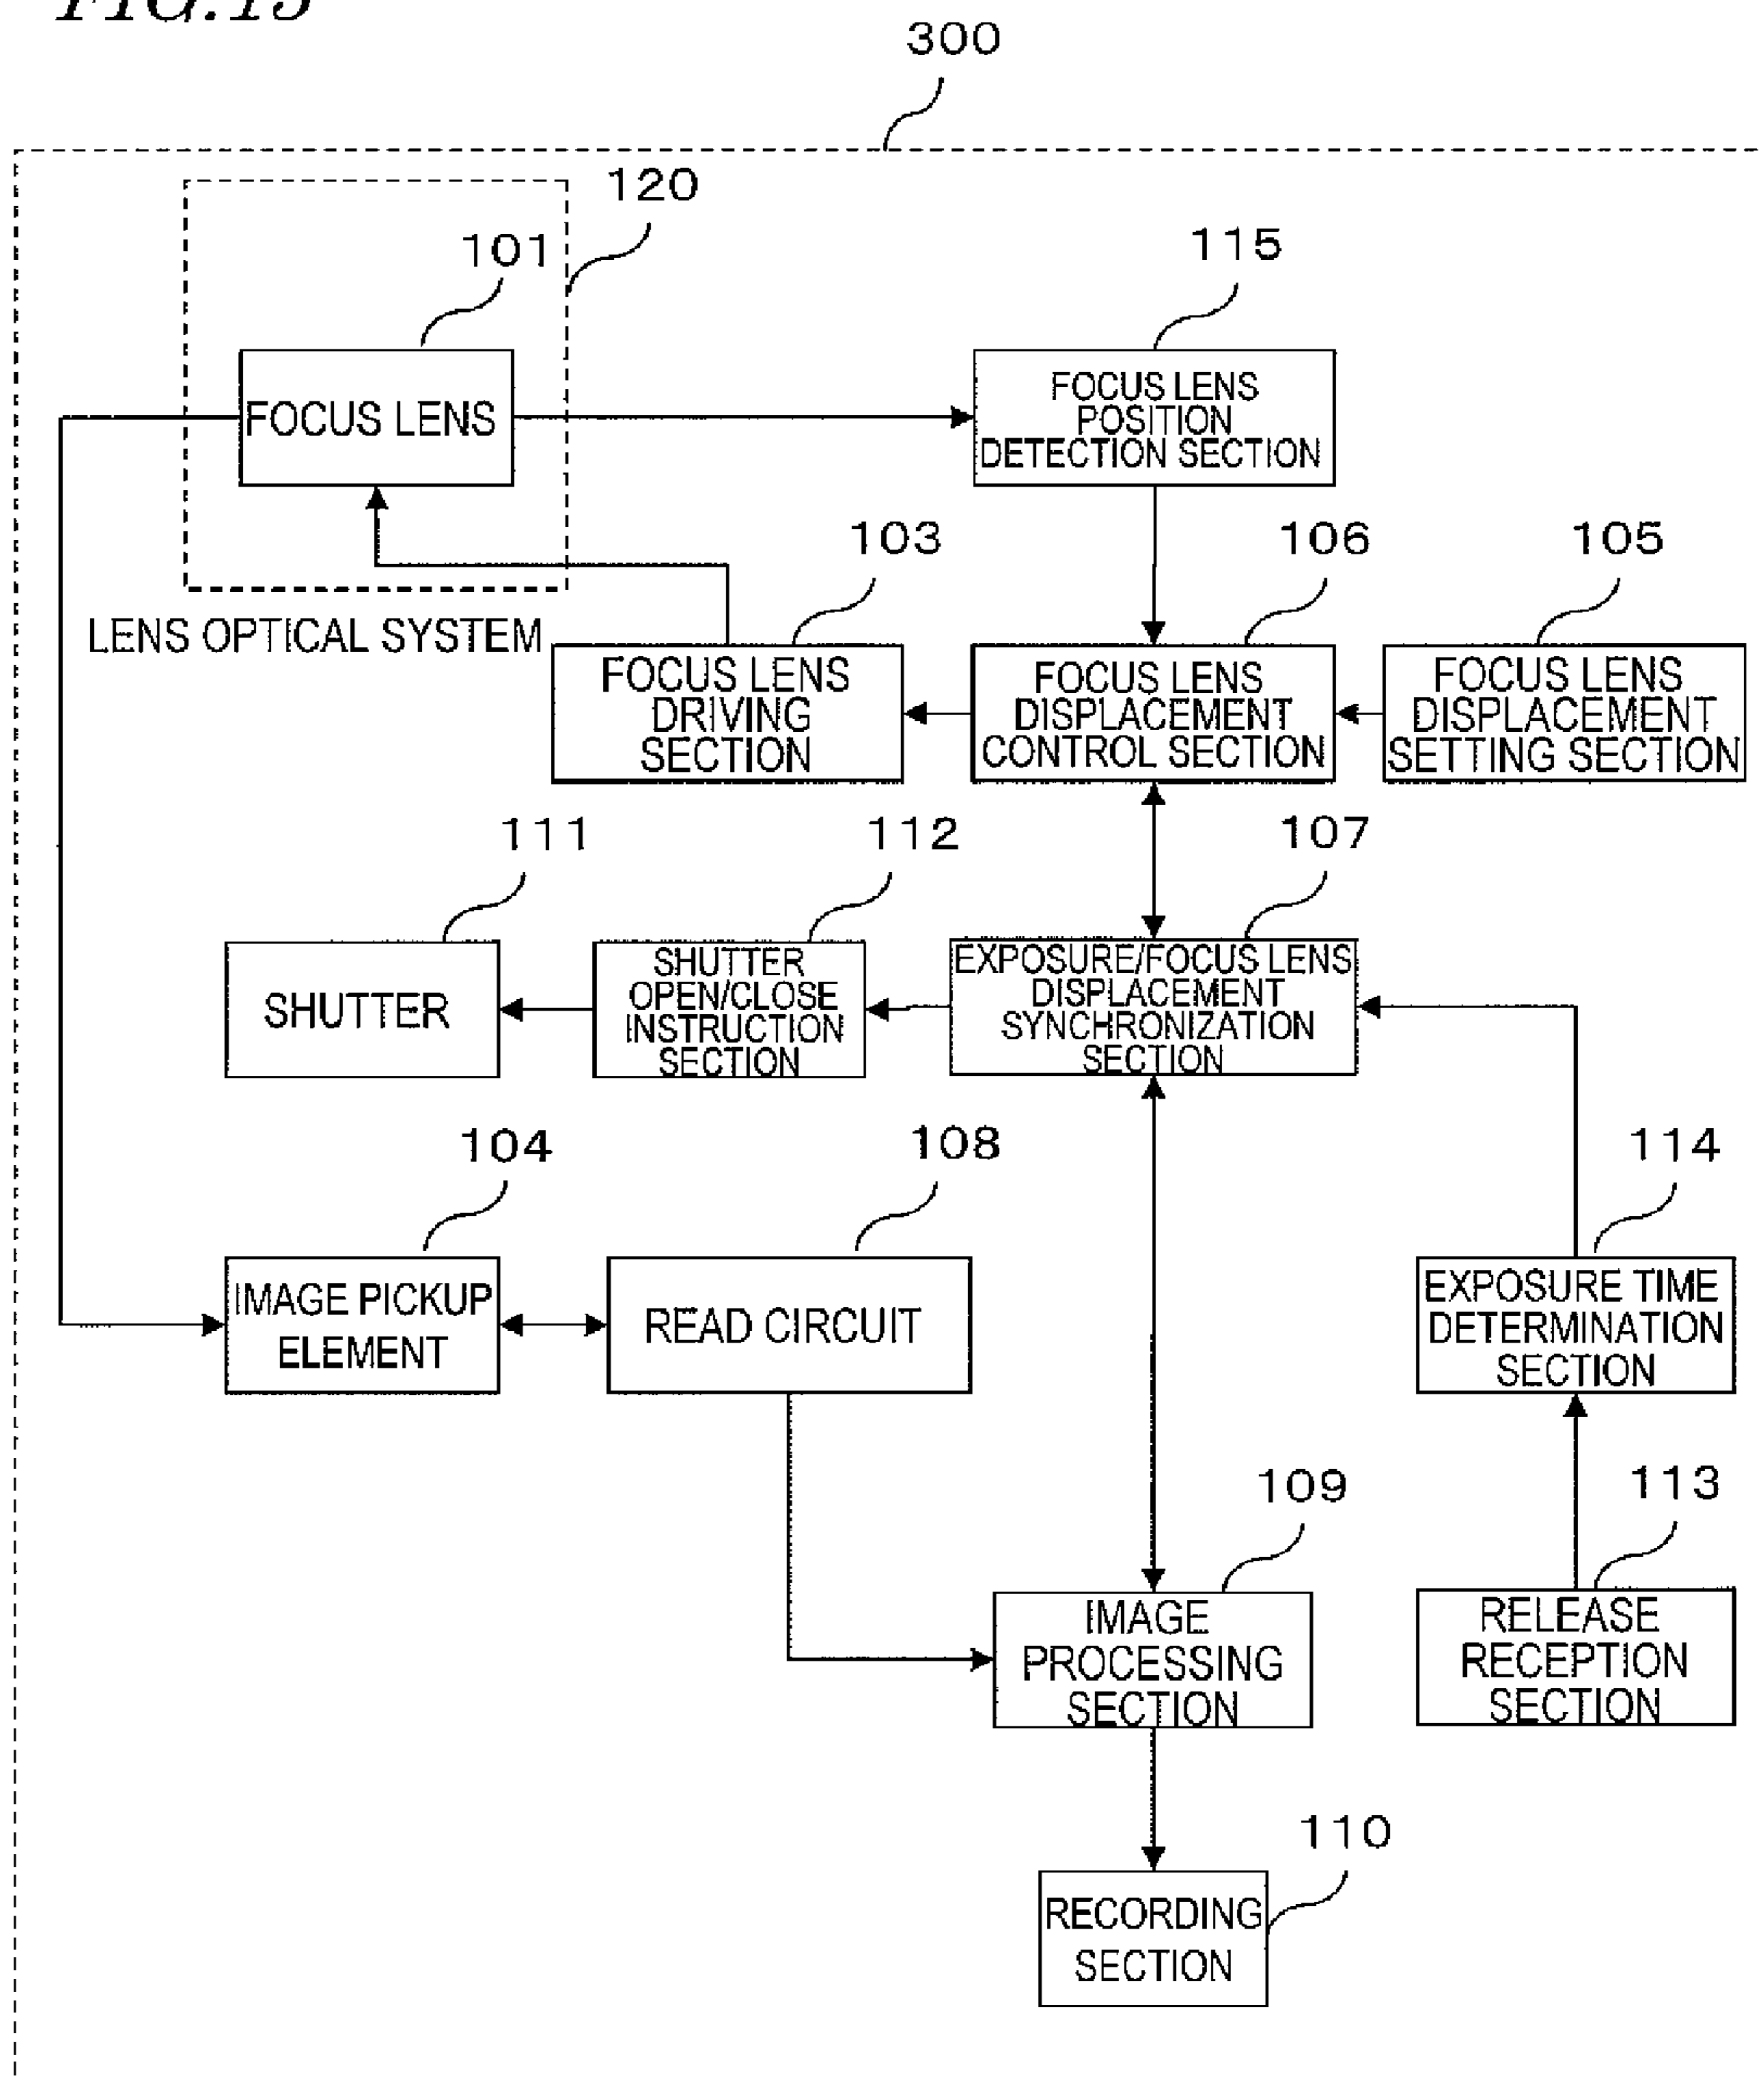 FIG.15
300
120
101
115
FOCUS LENS
FOCUS LENS
POSITION
DETECTION SECTION
103
106
105
LENS OPTICAL SYSTEM
FOCUS LENS
DRIVING
SECTION
FOCUS LENS
DISPLACEMENT
CONTROL SECTION
FOCUS LENS
DISPLACEMENT
SETTING SECTION
111
112
107
SHUTTER
SHUTTER
OPEN/CLOSE
INSTRUCTION
SECTION
EXPOSURE/FOCUS LENS
DISPLACEMENT
SYNCHRONIZATION
SECTION
104
108
114
IMAGE PICKUP
ELEMENT
READ CIRCUIT
EXPOSURE TIME
DETERMINATION
SECTION
109
113
IMAGE
PROCESSING
SECTION
RELEASE
RECEPTION
SECTION
110
RECORDING
SECTION